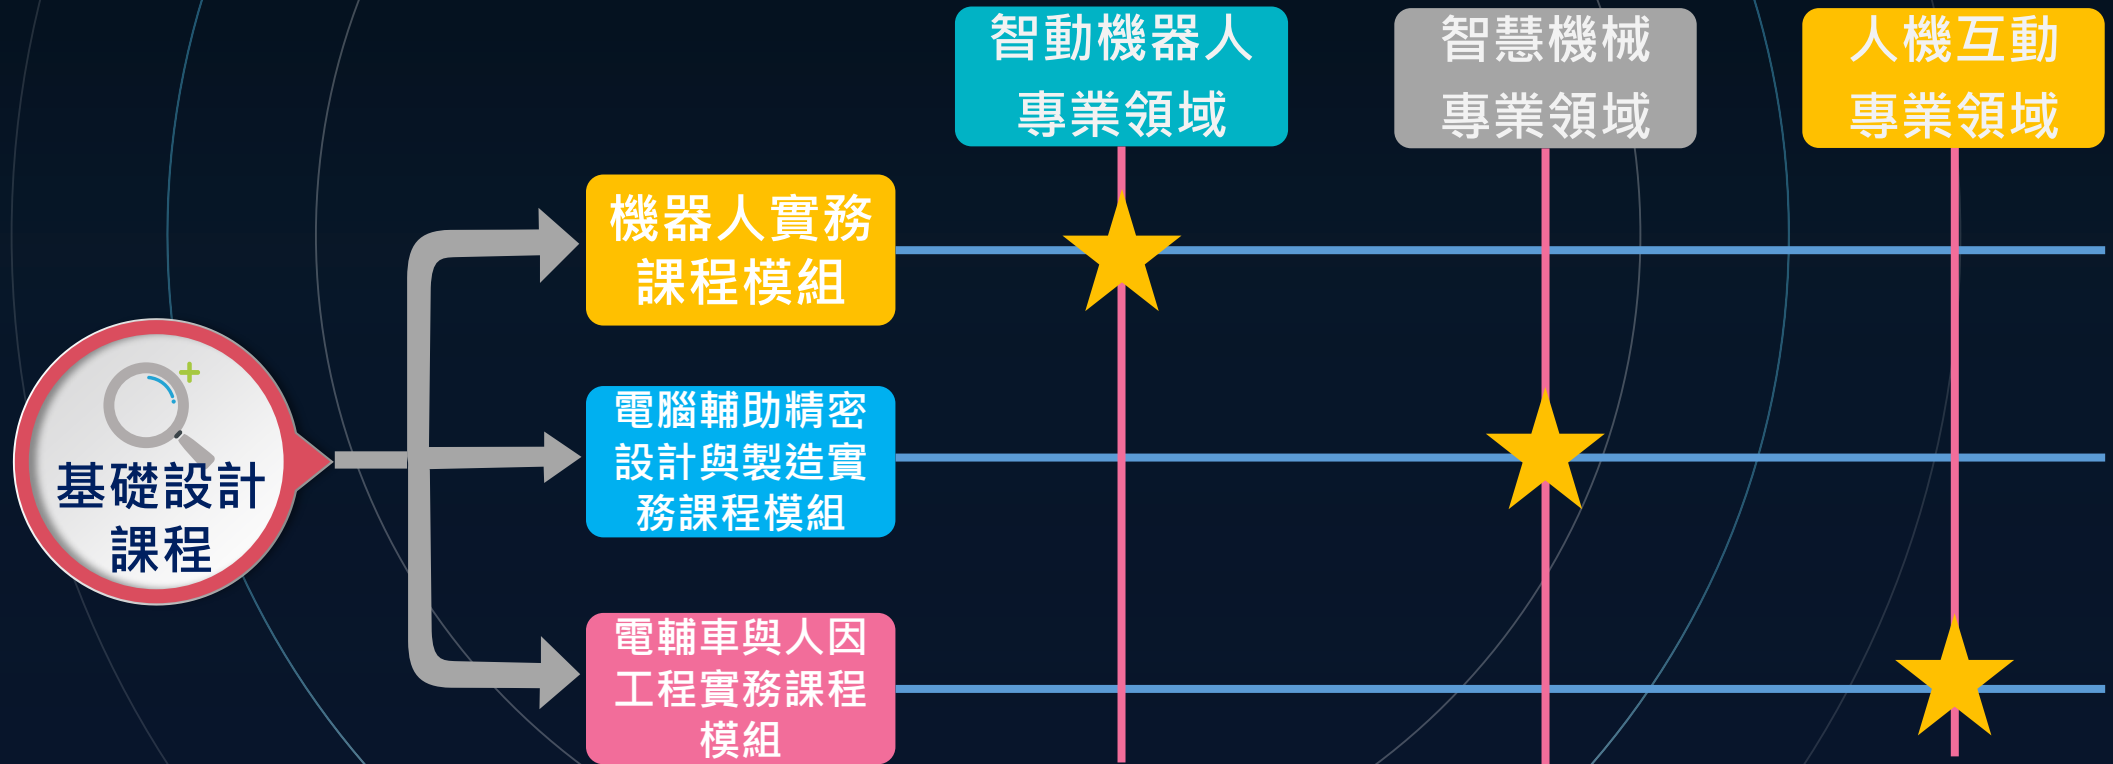 智動機器人
專業領域
智慧機械
專業領域
人機互動
專業領域
機器人實務
課程模組
基礎設計
課程
電腦輔助精密
設計與製造實
務課程模組
電輔車與人因
工程實務課程
模組